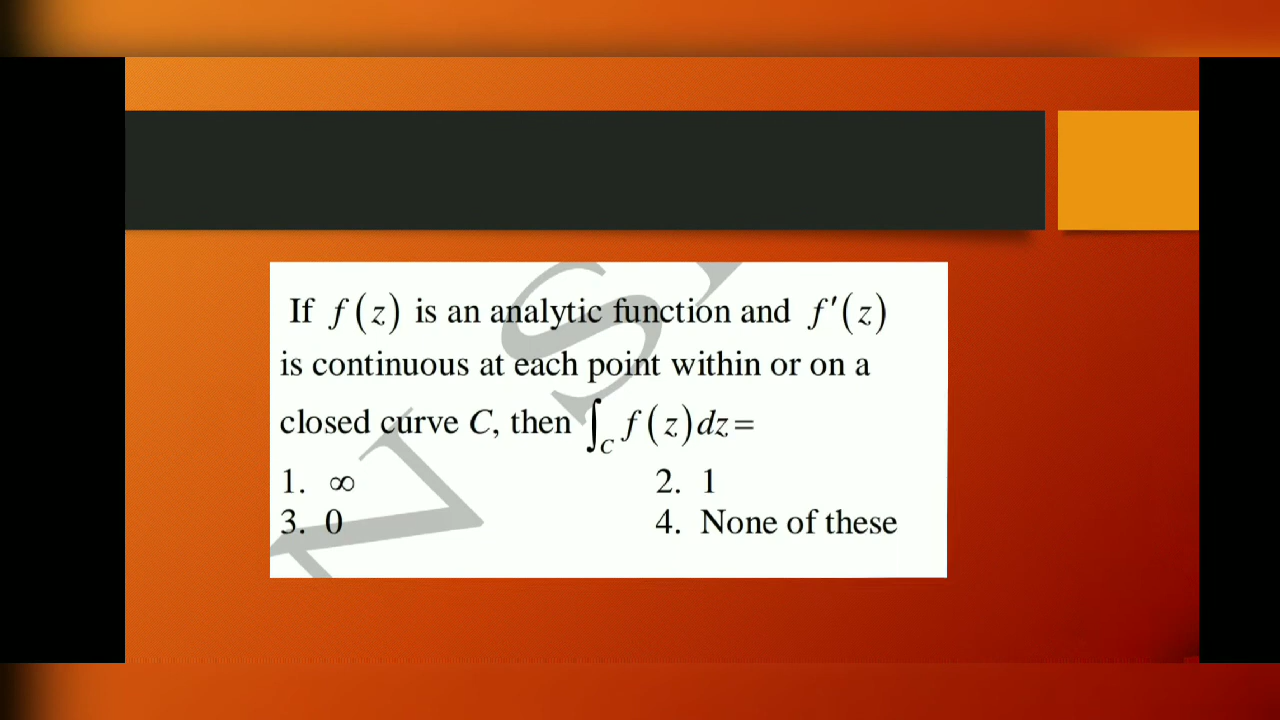 If f(z) is an analytic function and f′(z)
is continuous at each point within or on a
closed curve C, then ∫_C f(z)dz=
1. ∞ 2. 1
3. 0 4. None of these